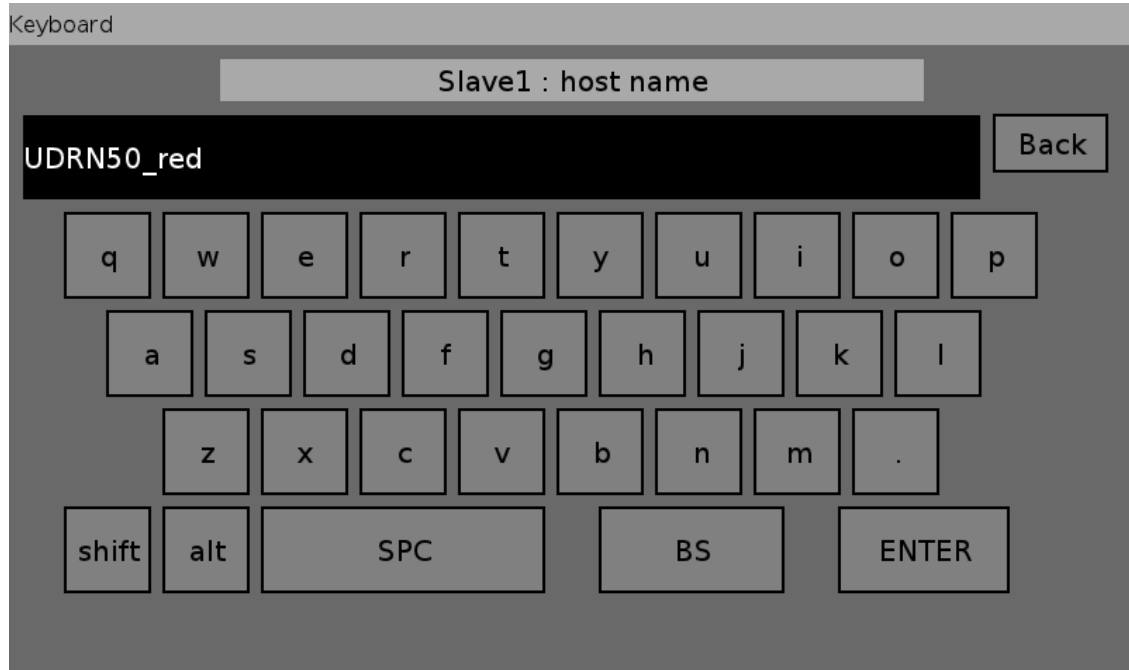 Keyboard
Slave1 : host name
UDRN50_red
Back
q w e r t y u i o p
a s d f g h j k l
z x c v b n m .
shift alt SPC BS ENTER